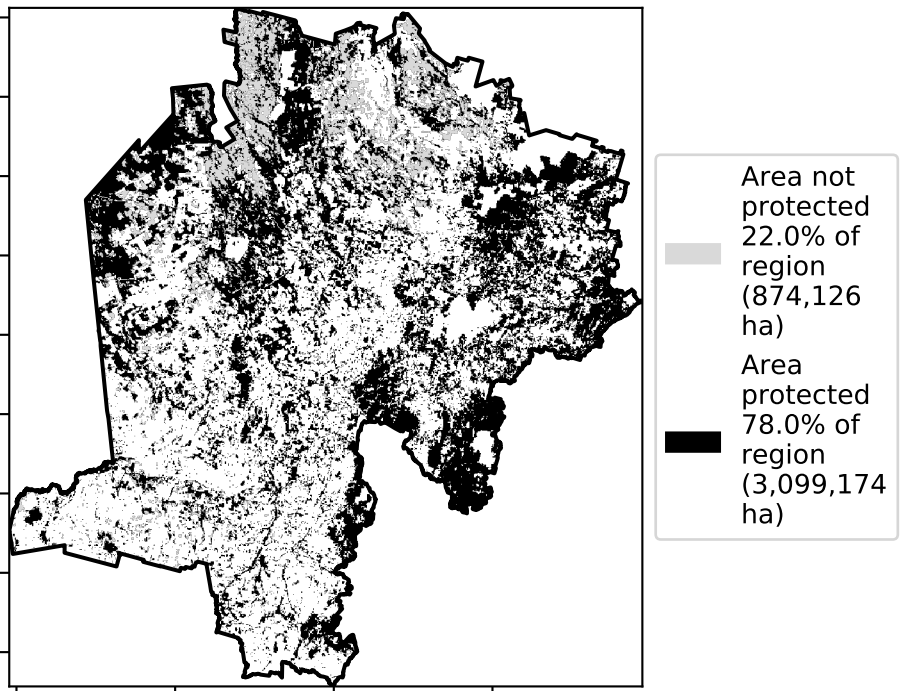 Area not
protected
22.0% of
region
(874,126
ha)
Area
protected
78.0% of
region
(3,099,174
ha)